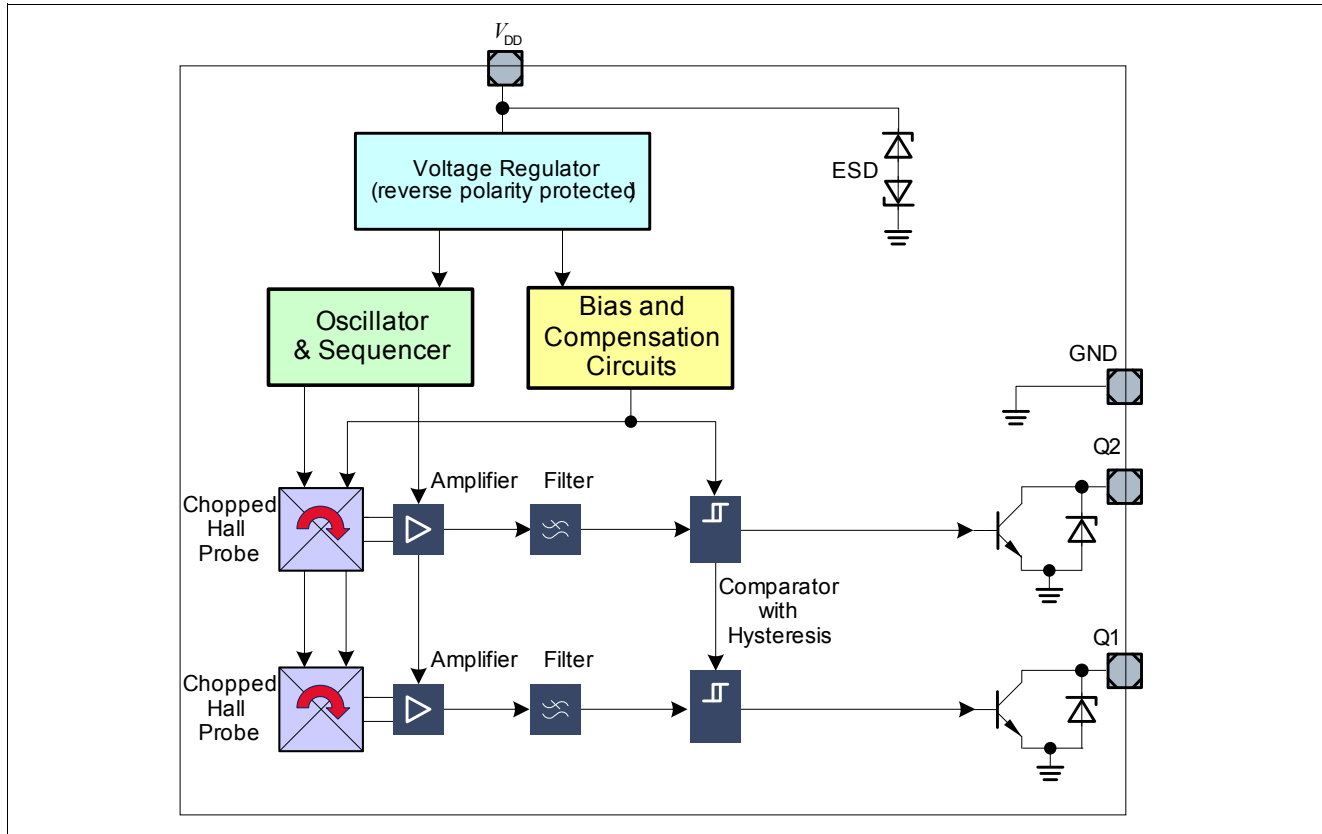 VDD
Voltage Regulator
(reverse polarity protected)
ESD
Oscillator
& Sequencer
Bias and
Compensation
Circuits
GND
Q2
Amplifier
Filter
Chopped
Hall
Probe
Comparator
with
Hysteresis
Q1
Amplifier
Filter
Chopped
Hall
Probe